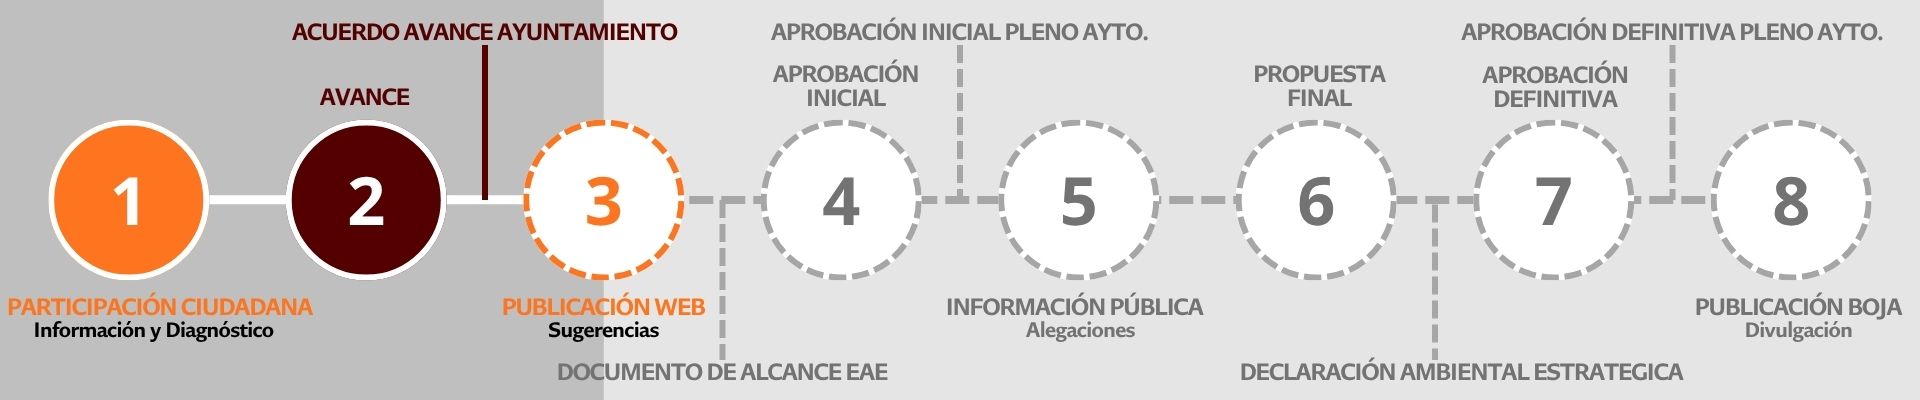 ACUERDO AVANCE AYUNTAMIENTO
APROBACIÓN INICIAL PLENO AYTO.
APROBACIÓN DEFINITIVA PLENO AYTO.
AVANCE
APROBACIÓN
INICIAL
PROPUESTA
FINAL
APROBACIÓN
DEFINITIVA
1
2
3
4
5
6
7
8
PARTICIPACIÓN CIUDADANA
Información y Diagnóstico
PUBLICACIÓN WEB
Sugerencias
INFORMACIÓN PÚBLICA
Alegaciones
PUBLICACIÓN BOJA
Divulgación
DOCUMENTO DE ALCANCE EAE
DECLARACIÓN AMBIENTAL ESTRATEGICA